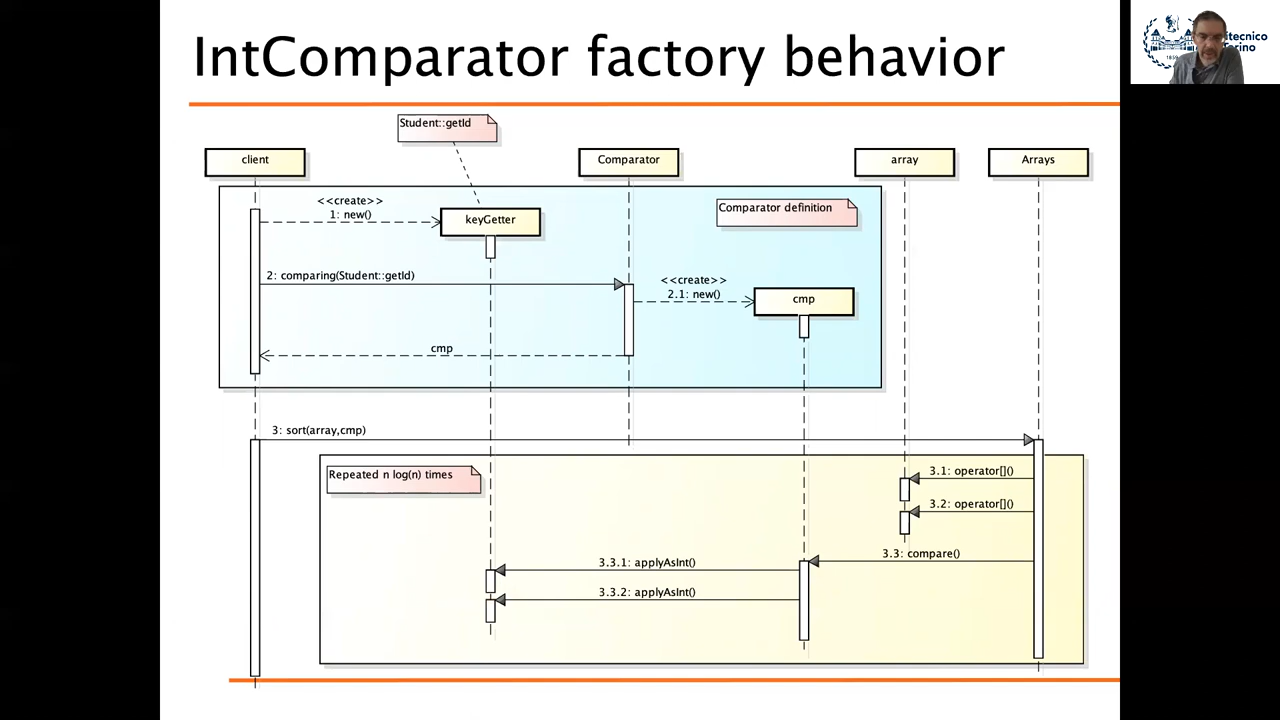 IntComparator factory behavior
itecnico
orino
1859
Student::getId
client
Comparator
array
Arrays
<<create>>
1: new()
keyGetter
Comparator definition
2: comparing(Student::getId)
<<create>>
2.1: new()
cmp
cmp
3: sort(array,cmp)
Repeated n log(n) times
3.1: operator[]()
3.2: operator[]()
3.3: compare()
3.3.1: applyAsInt()
3.3.2: applyAsInt()